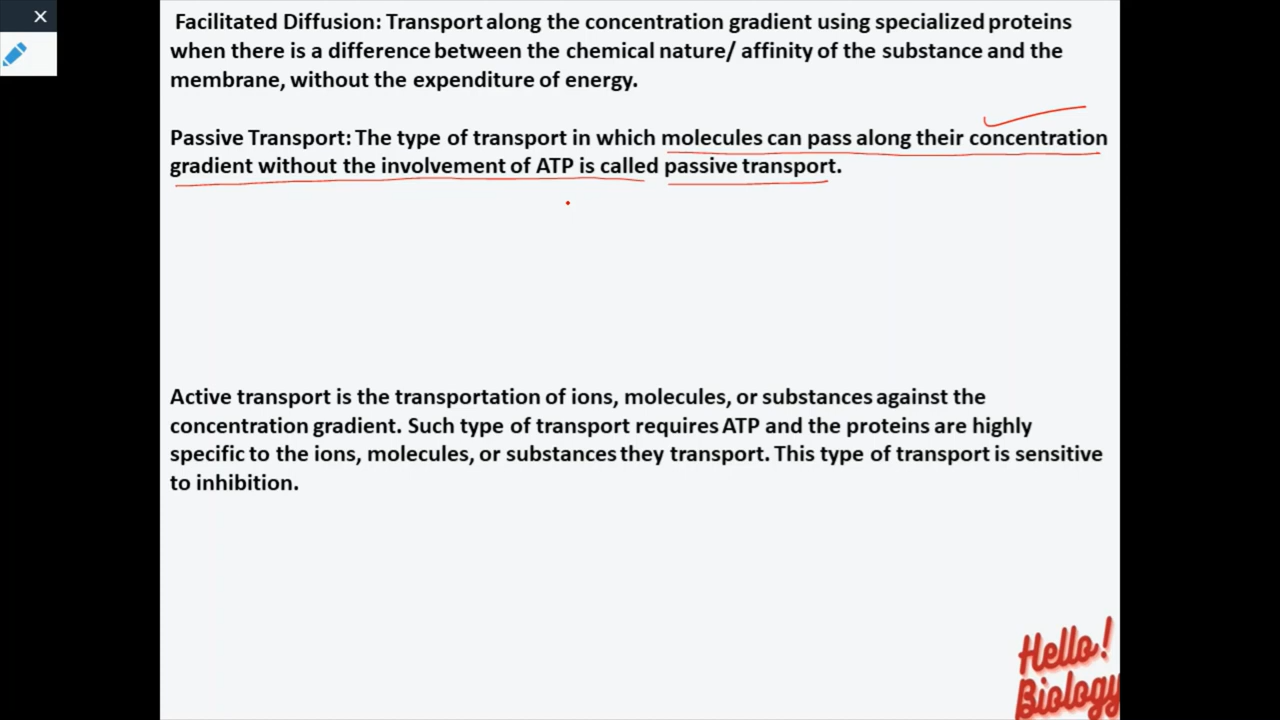 Facilitated Diffusion: Transport along the concentration gradient using specialized proteins
when there is a difference between the chemical nature/ affinity of the substance and the
membrane, without the expenditure of energy.
Passive Transport: The type of transport in which molecules can pass along their concentration
gradient without the involvement of ATP is called passive transport.
Active transport is the transportation of ions, molecules, or substances against the
concentration gradient. Such type of transport requires ATP and the proteins are highly
specific to the ions, molecules, or substances they transport. This type of transport is sensitive
to inhibition.
Hello!
Biology